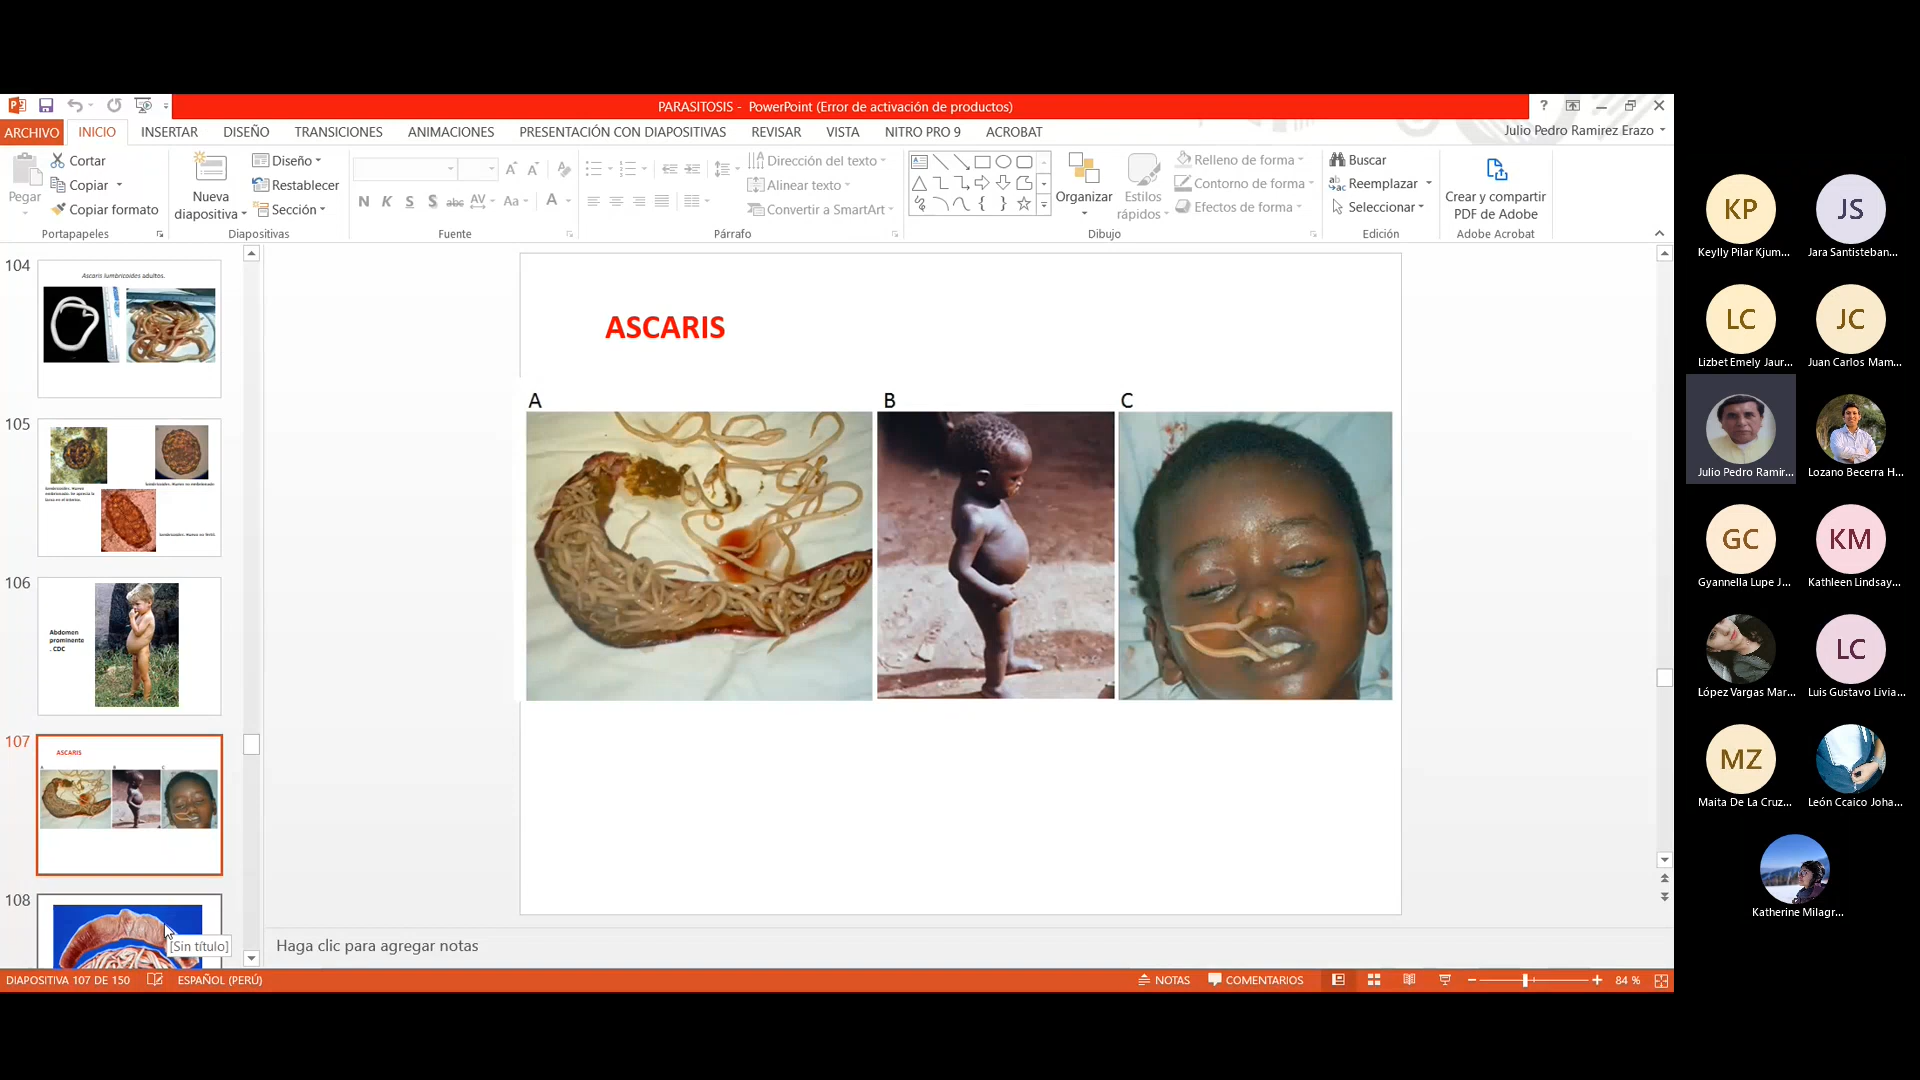 PARASITOSIS - PowerPoint (Error de activación de productos)
?
ARCHIVO INICIO INSERTAR DISEÑO TRANSICIONES ANIMACIONES PRESENTACIÓN CON DIAPOSITIVAS REVISAR VISTA NITRO PRO 9 ACROBAT
Julio Pedro Ramirez Erazo
Pegar
Cortar
Copiar
Copiar formato
Portapapeles
Nueva
diapositiva
Diseño
Restablecer
Sección
Diapositivas
N K S S abc AV Aa A
Fuente
Dirección del texto
Alinear texto
Convertir a SmartArt
Párrafo
Organizar
Estilos
rápidos
Relleno de forma
Contorno de forma
Efectos de forma
Dibujo
Buscar
Reemplazar
Seleccionar
Edición
Crear y compartir
PDF de Adobe
Adobe Acrobat
104
Ascaris lumbricoides adultos.
105
106
Abdomen
prominente
. CDC
107
ASCARIS
108
[Sin título]
ASCARIS
A
B
C
Haga clic para agregar notas
DIAPOSITIVA 107 DE 150
ESPAÑOL (PERÚ)
NOTAS
COMENTARIOS
84 %
KP
Keylly Pilar Kjum...
JS
Jara Santisteban...
LC
Lizbet Emely Jaur...
JC
Juan Carlos Mam...
Julio Pedro Ramir...
Lozano Becerra H...
GC
Gyannella Lupe J...
KM
Kathleen Lindsay...
López Vargas Mar...
LC
Luis Gustavo Livia...
MZ
Maita De La Cruz...
León Ccaico Joha...
Katherine Milagr...